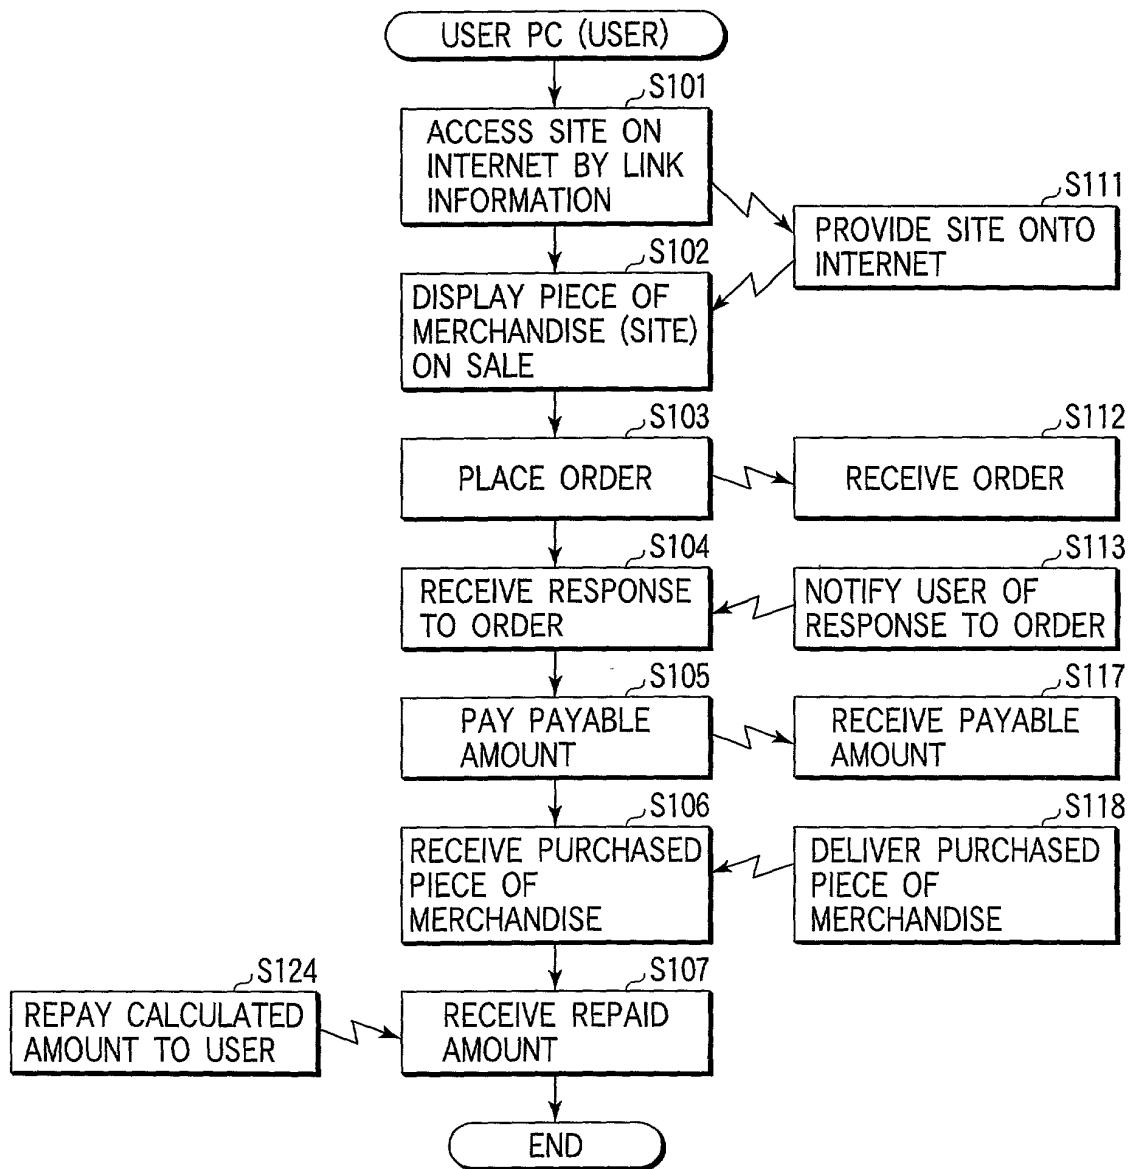 USER PC (USER)
S101
ACCESS SITE ON
INTERNET BY LINK
INFORMATION
S111
PROVIDE SITE ONTO
INTERNET
S102
DISPLAY PIECE OF
MERCHANDISE (SITE)
ON SALE
S103
PLACE ORDER
S112
RECEIVE ORDER
S104
RECEIVE RESPONSE
TO ORDER
S113
NOTIFY USER OF
RESPONSE TO ORDER
S105
PAY PAYABLE
AMOUNT
S117
RECEIVE PAYABLE
AMOUNT
S106
RECEIVE PURCHASED
PIECE OF
MERCHANDISE
S118
DELIVER PURCHASED
PIECE OF
MERCHANDISE
S124
REPAY CALCULATED
AMOUNT TO USER
S107
RECEIVE REPAID
AMOUNT
END